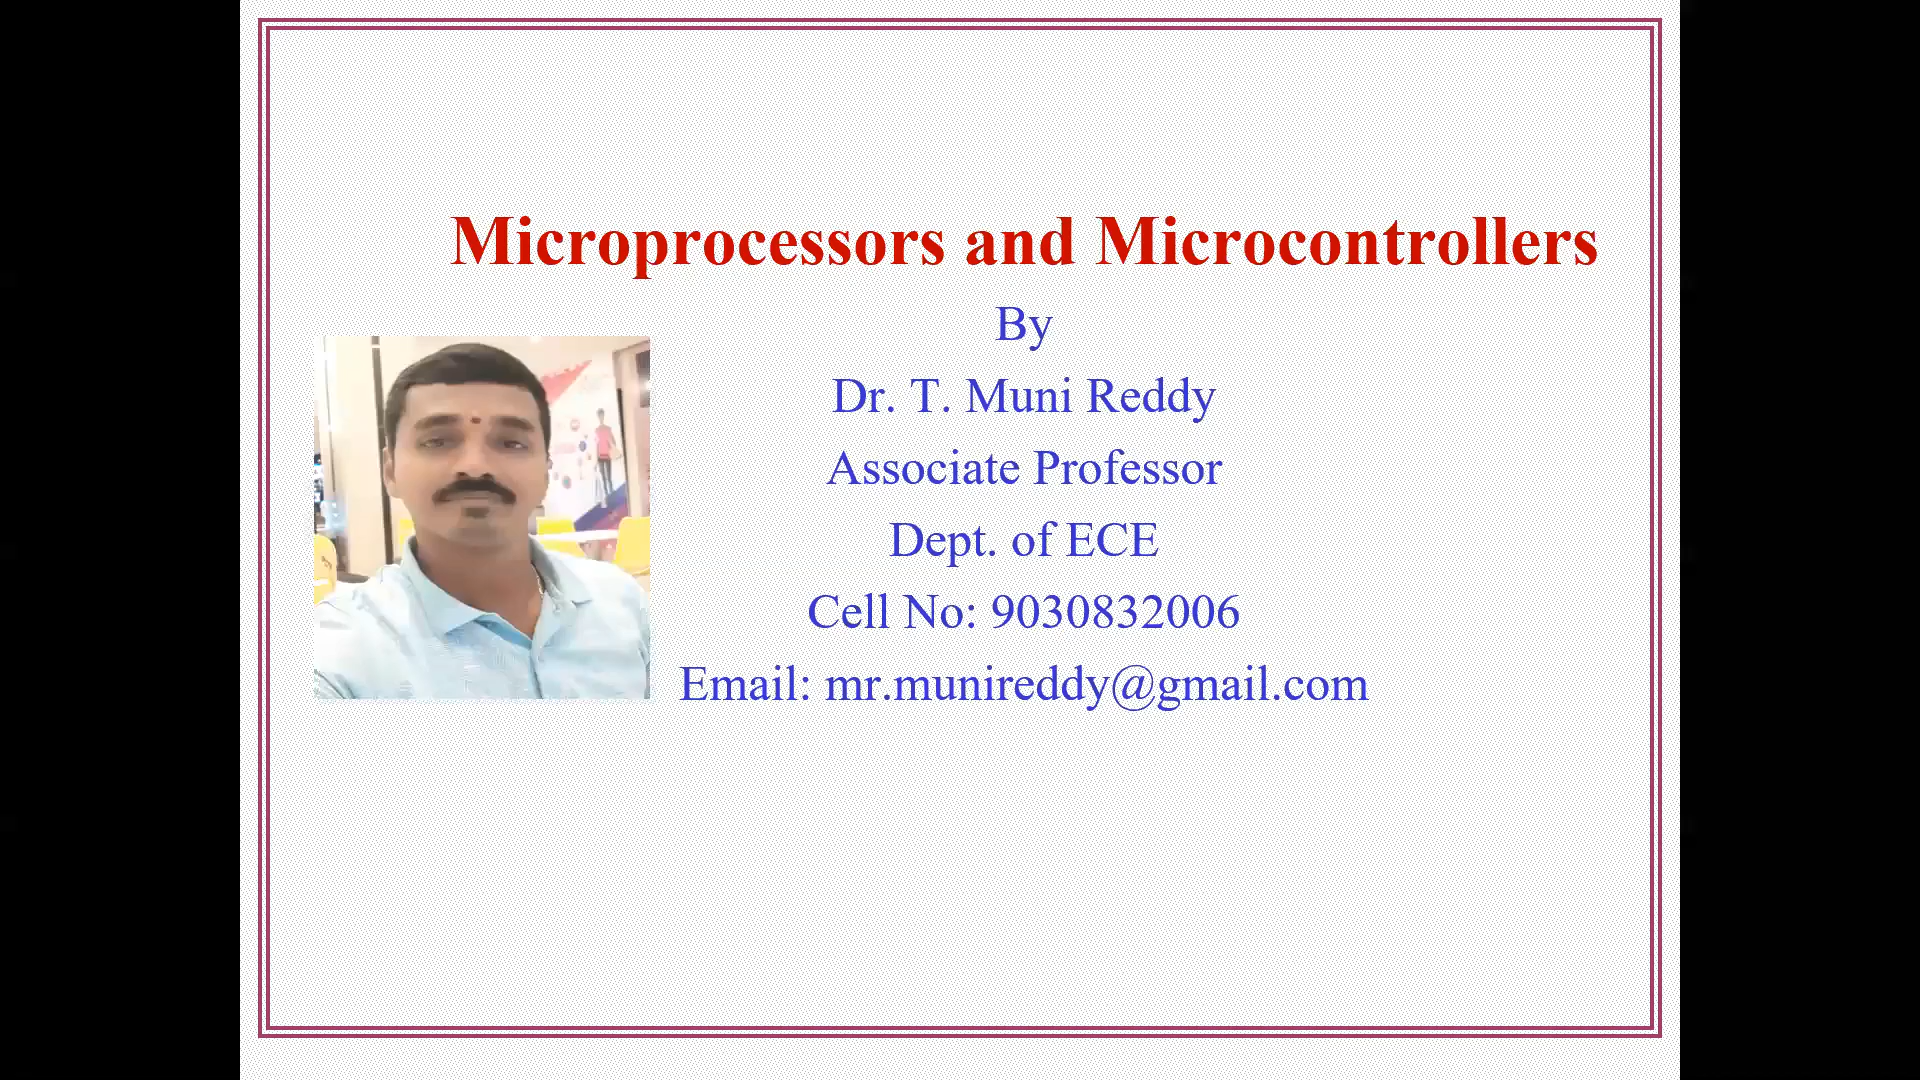 Microprocessors and Microcontrollers
By
Dr. T. Muni Reddy
Associate Professor
Dept. of ECE
Cell No: 9030832006
Email: mr.munireddy@gmail.com